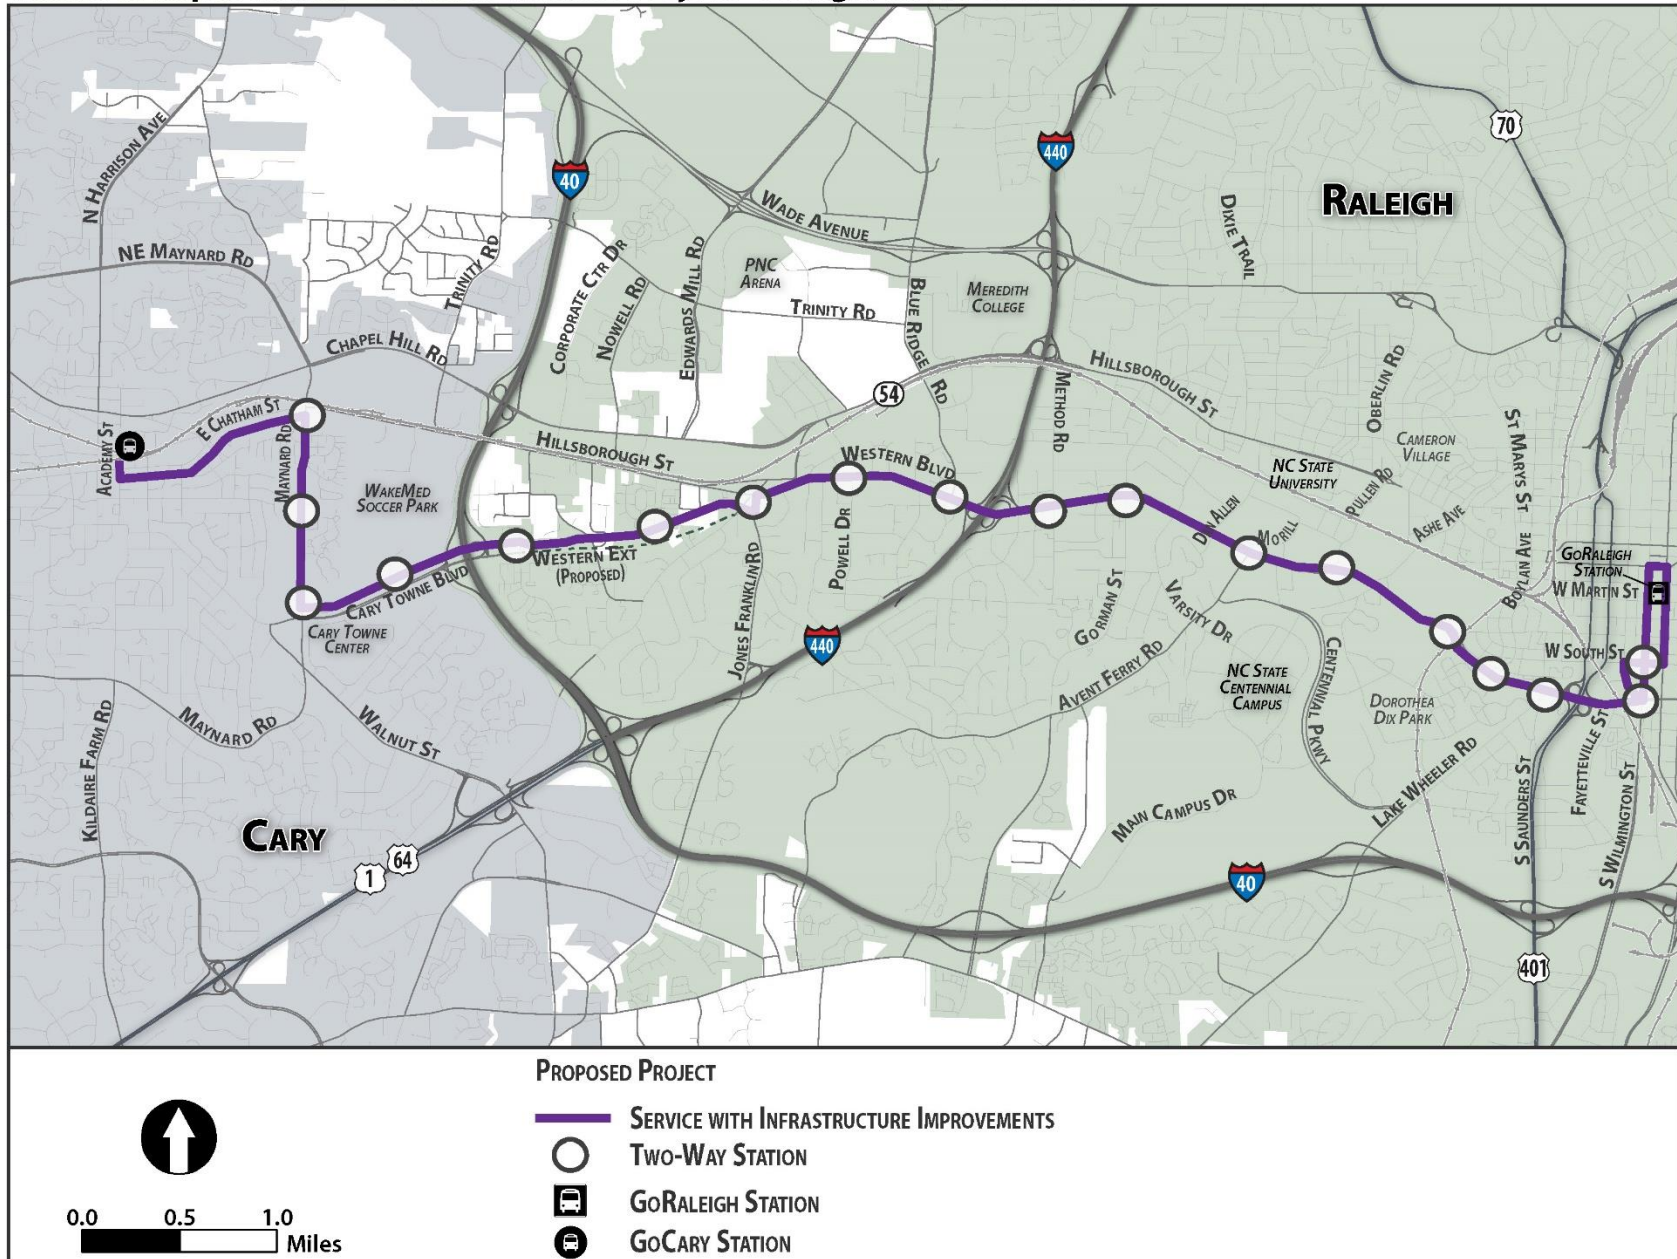 70
440
40
RALEIGH
N HARRISON AVE
WADE AVENUE
DIXIE TRAIL
NE MAYNARD RD
TRINITY RD
CORPORATE CTR DR
NOWELL RD
EDWARDS MILL RD
PNC
ARENA
TRINITY RD
BLUE RIDGE RD
MEREDITH
COLLEGE
CHAPEL HILL RD
54
HILLSBOROUGH ST
METHOD RD
OBERLIN RD
ST MARYS ST
CAMERON
VILLAGE
ACADEMY ST
E CHATHAM ST
MAYNARD RD
WAKEMED
SOCCER PARK
HILLSBOROUGH ST
WESTERN BLVD
NC STATE
UNIVERSITY
PULLEN RD
ASHE AVE
DAN ALLEN
MORILL
BOYLAN AVE
GORALEIGH
STATION
W MARTIN ST
CARY TOWNE BLVD
WESTERN EXT
(PROPOSED)
POWELL DR
CARY TOWNE
CENTER
JONES FRANKLIN RD
440
GORMAN ST
VARSITY DR
AVENT FERRY RD
NC STATE
CENTENNIAL
CAMPUS
CENTENNIAL PKWY
DOROTHEA
DIX PARK
W SOUTH ST
KILDAIRE FARM RD
MAYNARD RD
WALNUT ST
LAKE WHEELER RD
S SAUNDERS ST
FAYETTEVILLE ST
S WILMINGTON ST
MAIN CAMPUS DR
CARY
1
64
40
401
PROPOSED PROJECT
SERVICE WITH INFRASTRUCTURE IMPROVEMENTS
TWO-WAY STATION
GORALEIGH STATION
GOCARY STATION
0.0 0.5 1.0
Miles